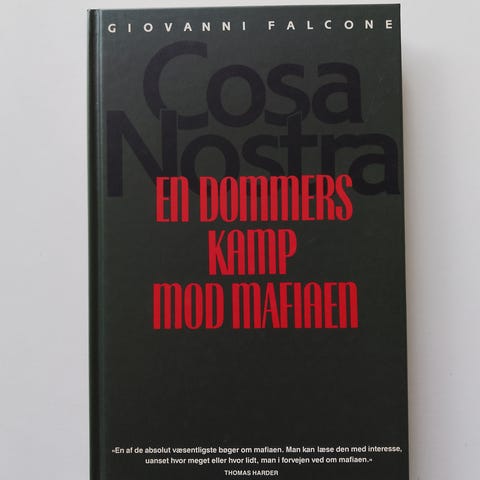 GIOVANNI FALCONE
Cosa
Nostra
EN DOMMERS
KAMP
MOD MAFIAEN
»En af de absolut væsentligste bøger om mafiaen. Man kan læse den med interesse,
uanset hvor meget eller hvor lidt, man i forvejen ved om mafiaen.«
THOMAS HARDER